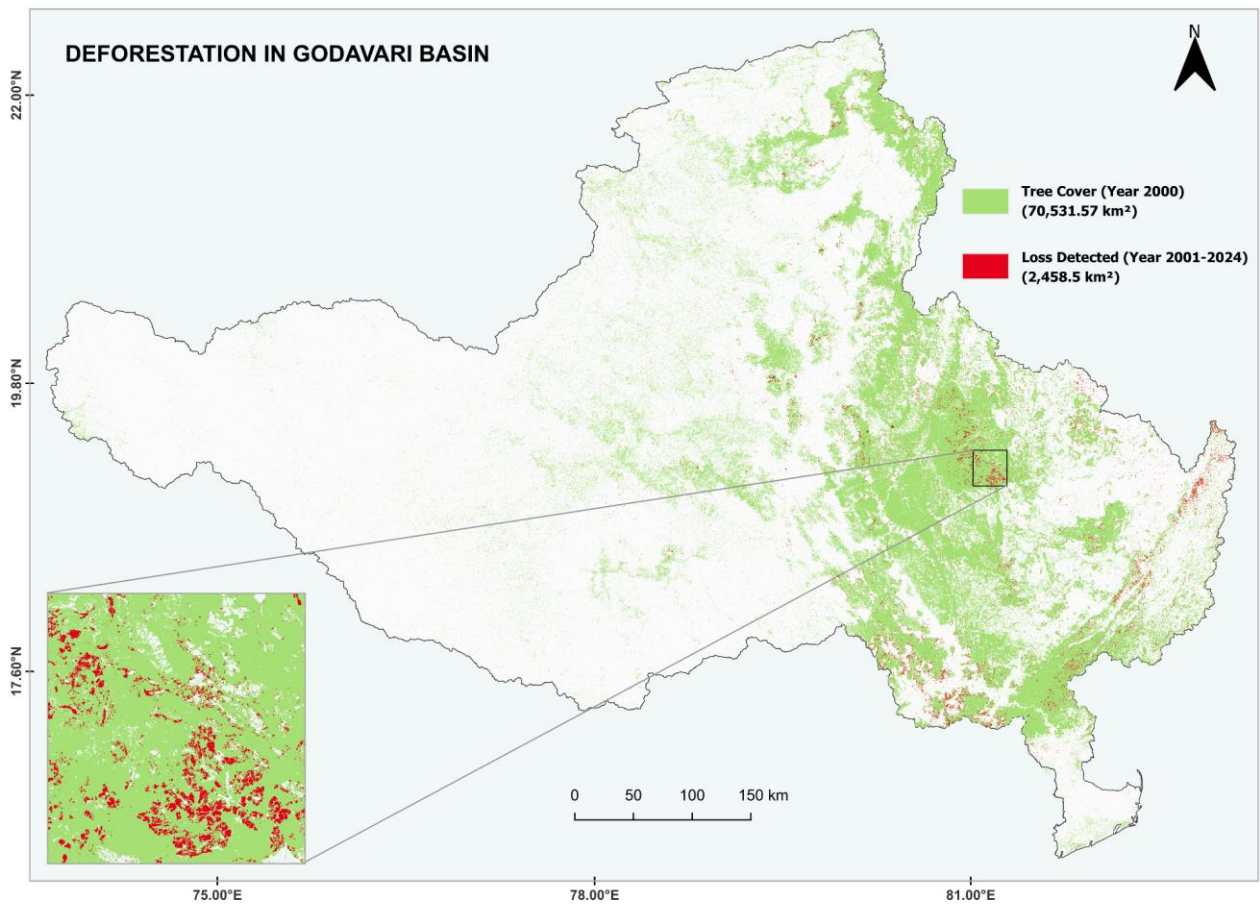 DEFORESTATION IN GODAVARI BASIN
N
22.00°N
19.80°N
17.60°N
Tree Cover (Year 2000)
(70,531.57 km²)
Loss Detected (Year 2001-2024)
(2,458.5 km²)
0 50 100 150 km
75.00°E 78.00°E 81.00°E